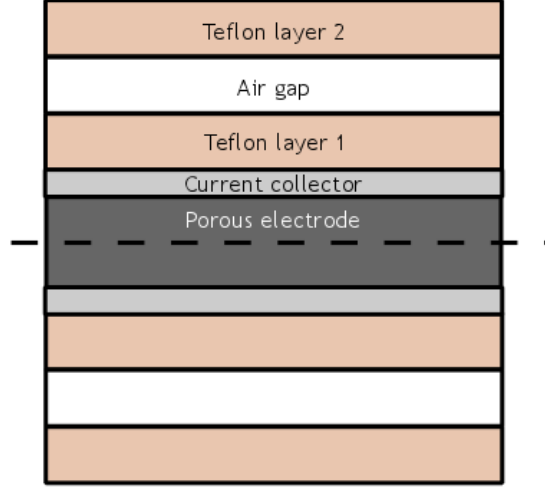 Teflon layer 2
Air gap
Teflon layer 1
Current collector
Porous electrode